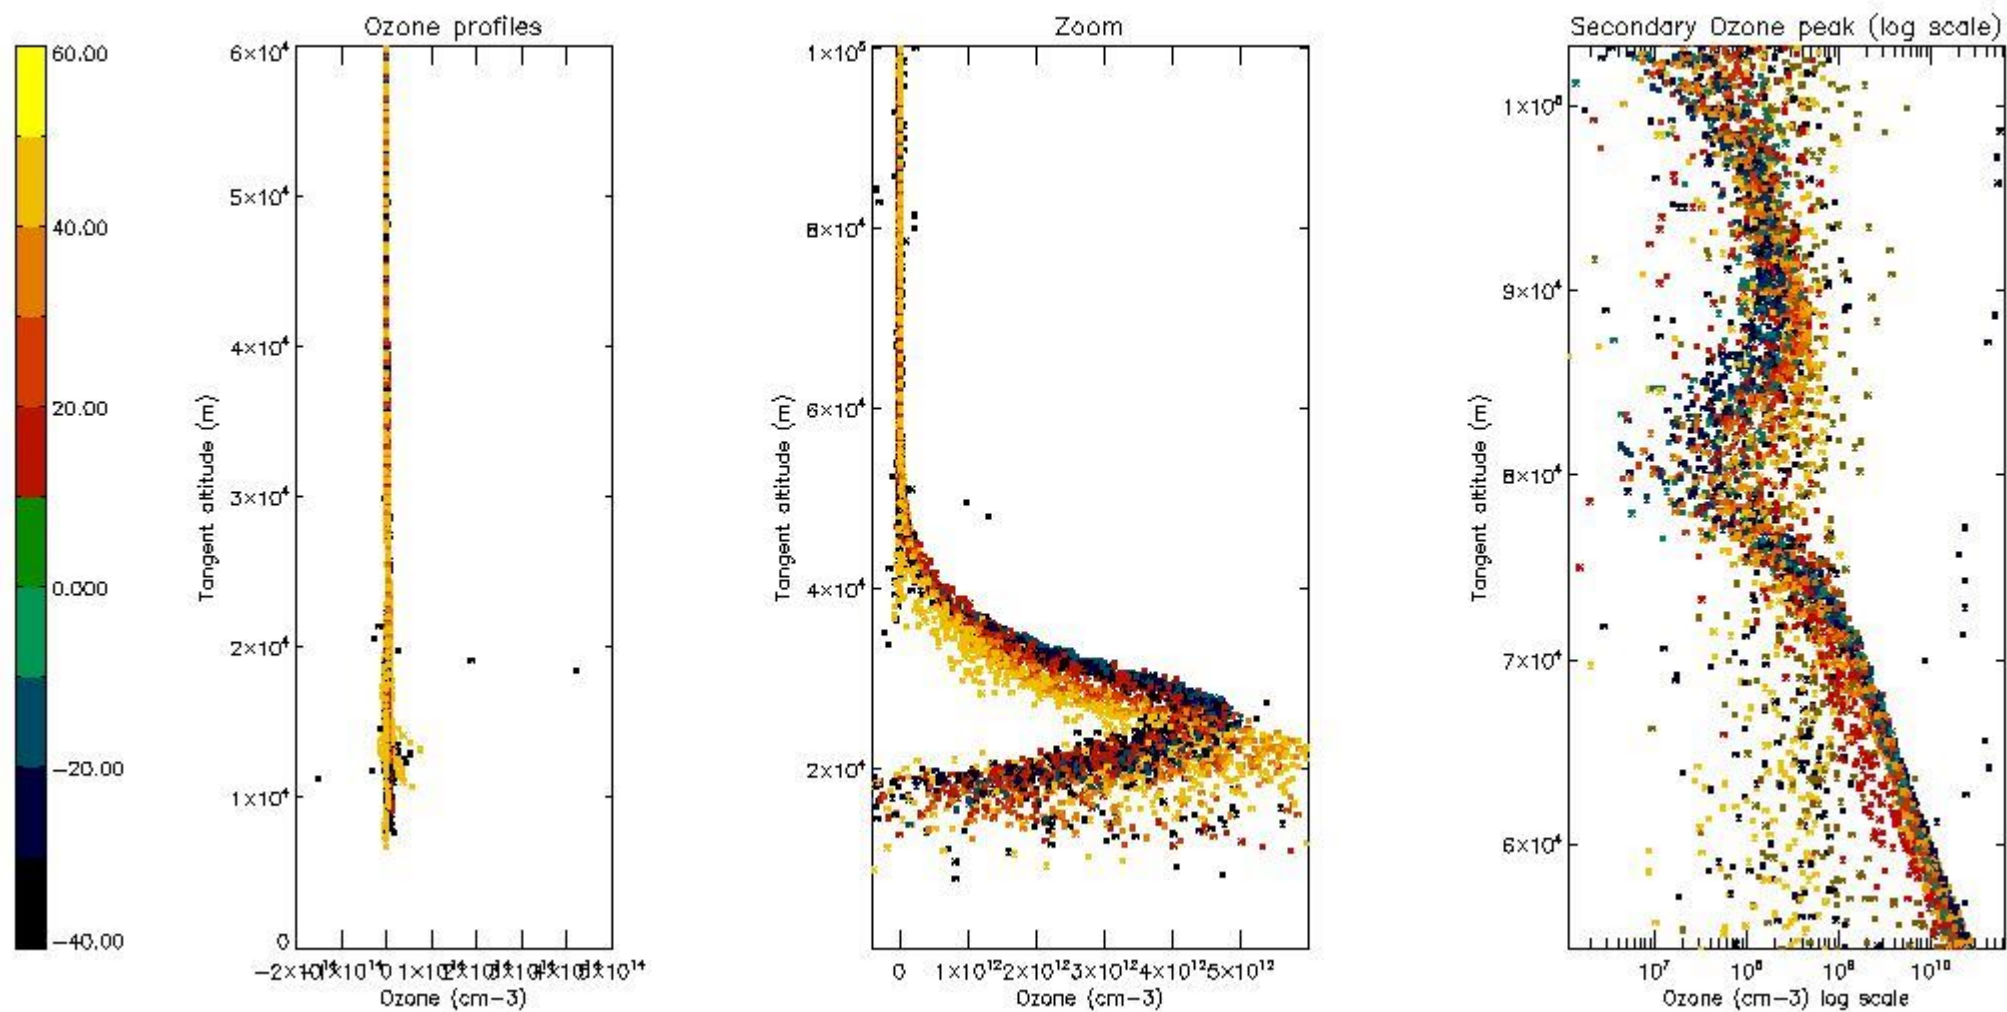 Ozone profiles
Zoom
Secondary Ozone peak (log scale)
60.00
40.00
20.00
0.000
−20.00
−40.00
6×10⁴
5×10⁴
4×10⁴
3×10⁴
2×10⁴
1×10⁴
0
Tangent altitude (m)
Ozone (cm−3)
1×10⁵
8×10⁴
6×10⁴
4×10⁴
2×10⁴
Tangent altitude (m)
0 1×10¹² 2×10¹² 3×10¹² 4×10¹² 5×10¹²
Ozone (cm−3)
1×10⁵
9×10⁴
8×10⁴
7×10⁴
6×10⁴
Tangent altitude (m)
10⁷ 10⁸ 10⁹ 10¹⁰
Ozone (cm−3) log scale